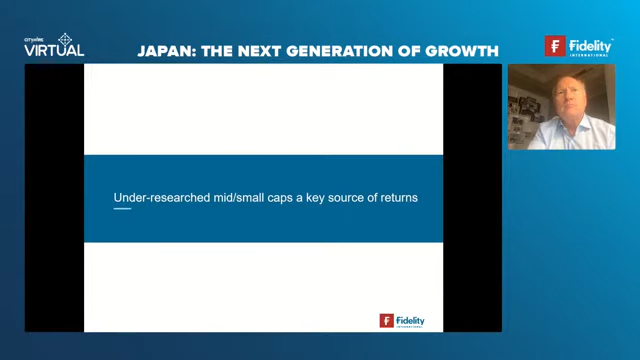 CITYWIRE
VIRTUAL
JAPAN: THE NEXT GENERATION OF GROWTH
Fidelity
INTERNATIONAL
Under-researched mid/small caps a key source of returns
Fidelity
INTERNATIONAL